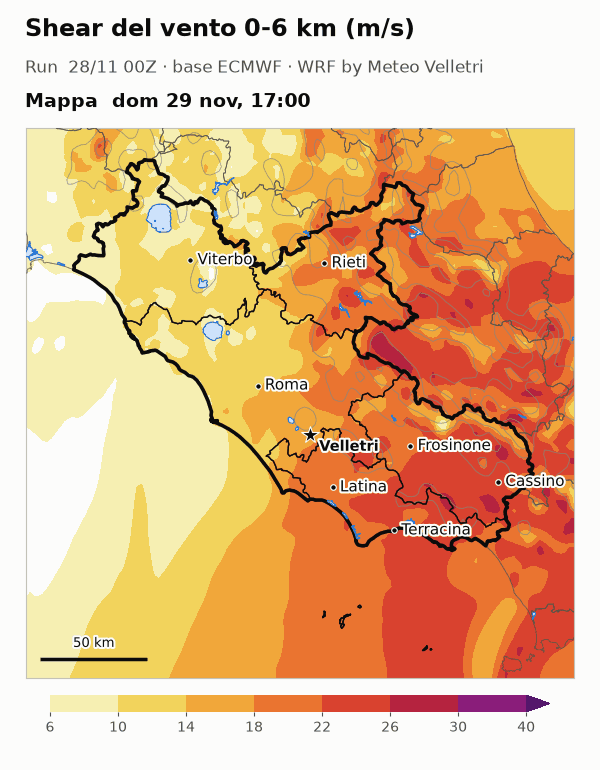 Shear del vento 0-6 km (m/s)
Run  28/11 00Z · base ECMWF · WRF by Meteo Velletri
Mappa  dom 29 nov, 17:00
Viterbo
Rieti
Roma
Velletri
Frosinone
Latina
Cassino
Terracina
50 km
6 10 14 18 22 26 30 40